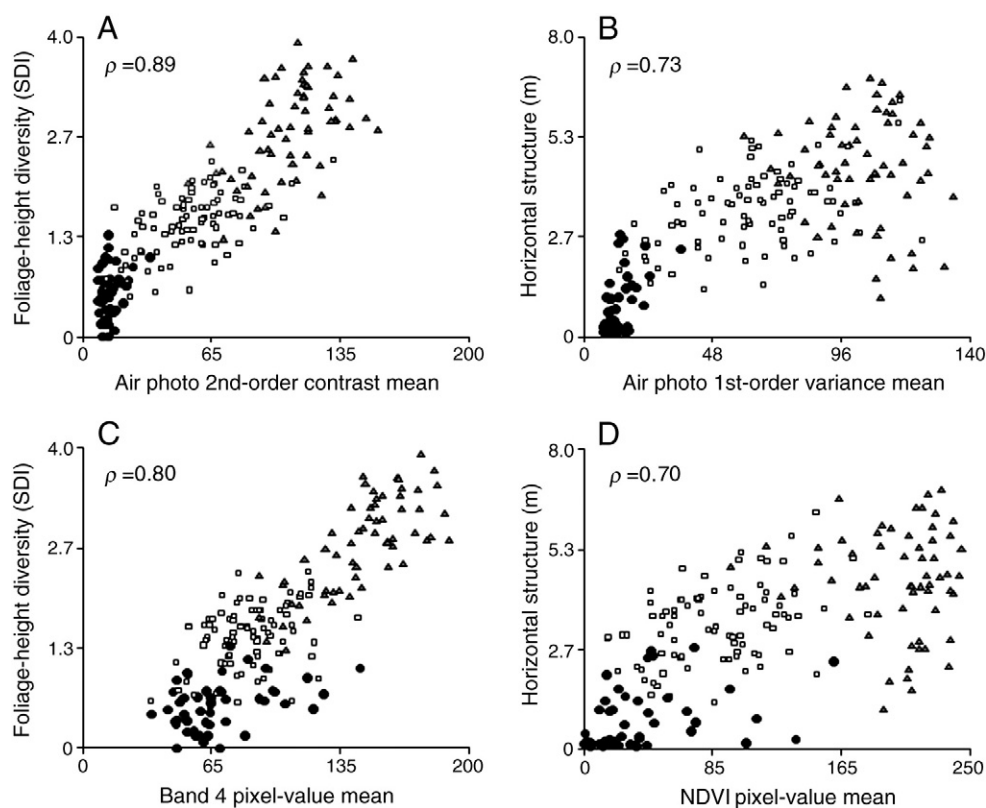 A
ρ =0.89
Foliage-height diversity (SDI)
4.0
2.7
1.3
0
0 65 135 200
Air photo 2nd-order contrast mean
B
ρ =0.73
Horizontal structure (m)
8.0
5.3
2.7
0
0 48 96 140
Air photo 1st-order variance mean
C
ρ =0.80
Foliage-height diversity (SDI)
4.0
2.7
1.3
0
0 65 135 200
Band 4 pixel-value mean
D
ρ =0.70
Horizontal structure (m)
8.0
5.3
2.7
0
0 85 165 250
NDVI pixel-value mean